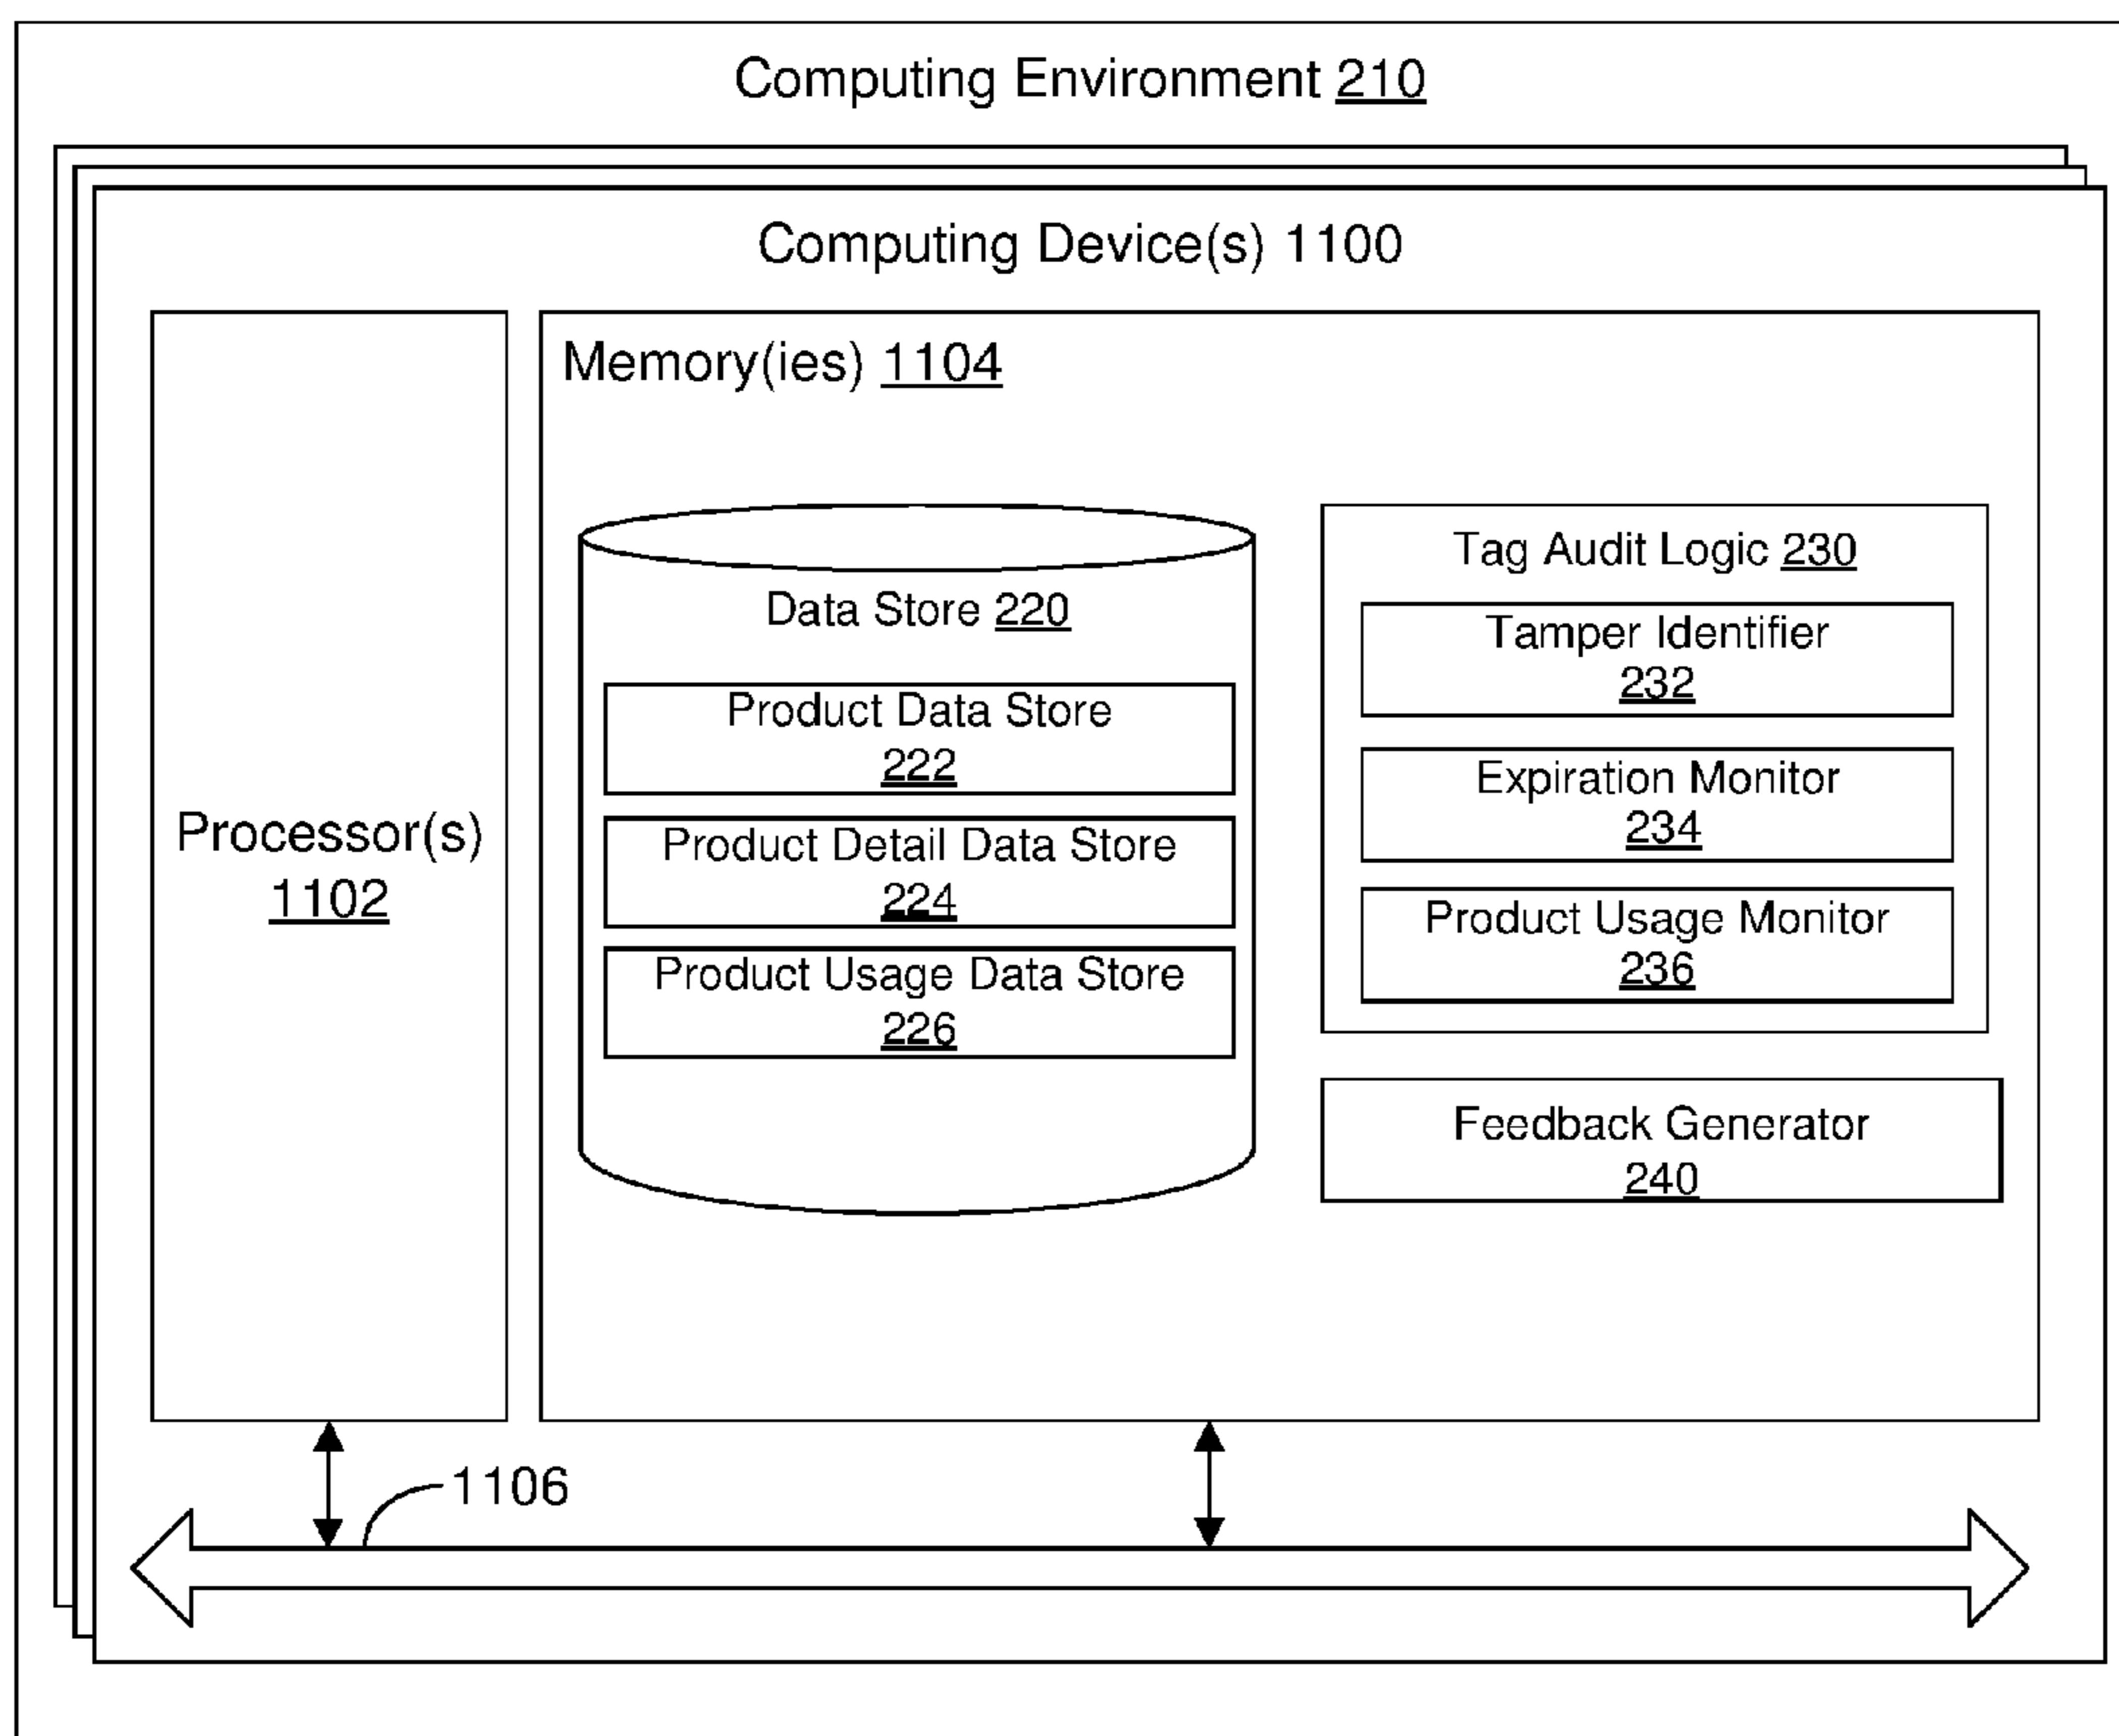 Computing Environment 210
Computing Device(s) 1100
Processor(s)
1102
Memory(ies) 1104
Data Store 220
Product Data Store
222
Product Detail Data Store
224
Product Usage Data Store
226
Tag Audit Logic 230
Tamper Identifier
232
Expiration Monitor
234
Product Usage Monitor
236
Feedback Generator
240
1106